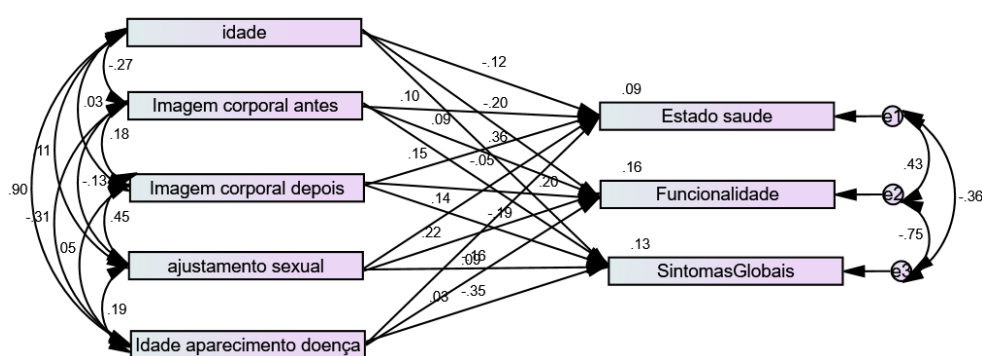 idade
-.27
-.12
.03
.10
-.20
.09
Imagem corporal antes
.09
Estado saude
e1
.18
.36
.15
-.05
.43
11
.16
.90
-.13
Imagem corporal depois
.20
Funcionalidade
e2
-.36
-.31
.45
.14
-.19
.22
-.75
05
.13
ajustamento sexual
-.16
.09
SintomasGlobais
e3
.19
.03
-.35
Idade aparecimento doença